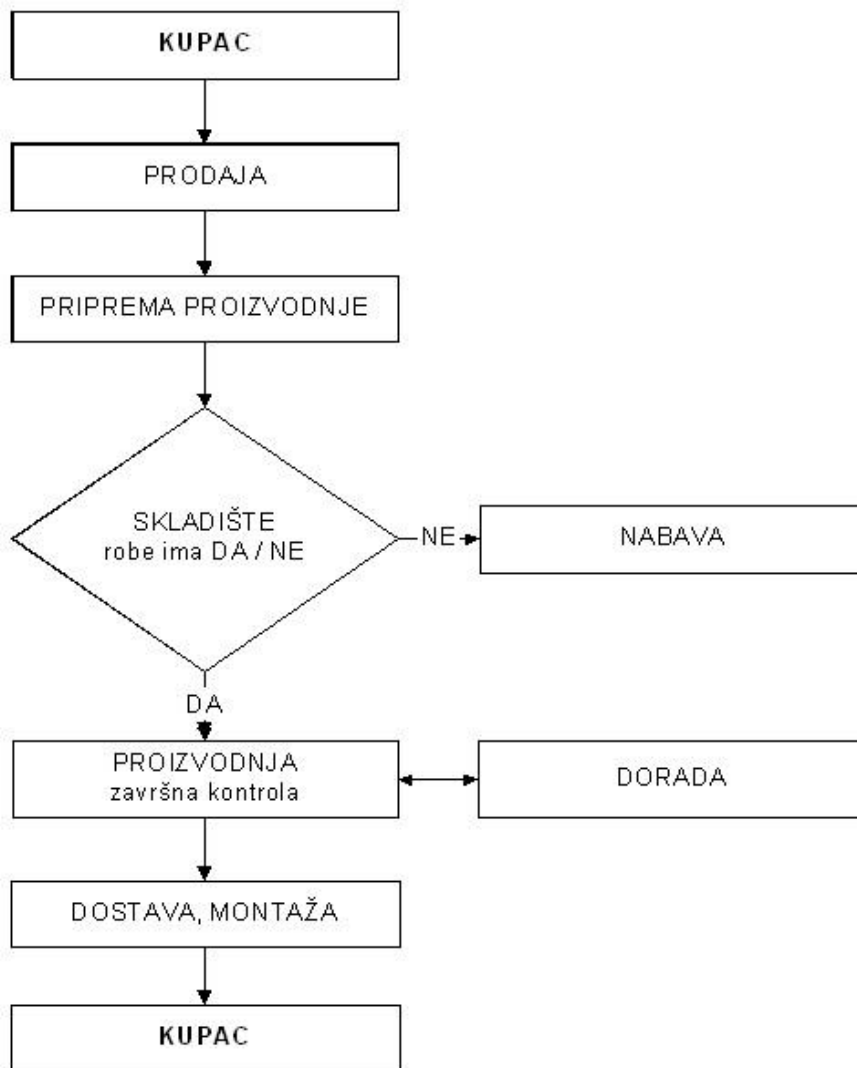 KUPAC
PRODAJA
PRIPREMA PROIZVODNJE
SKLADIŠTE
robe ima DA / NE
NE
NABAVA
DA
PROIZVODNJA
završna kontrola
DORADA
DOSTAVA, MONTAŽA
KUPAC